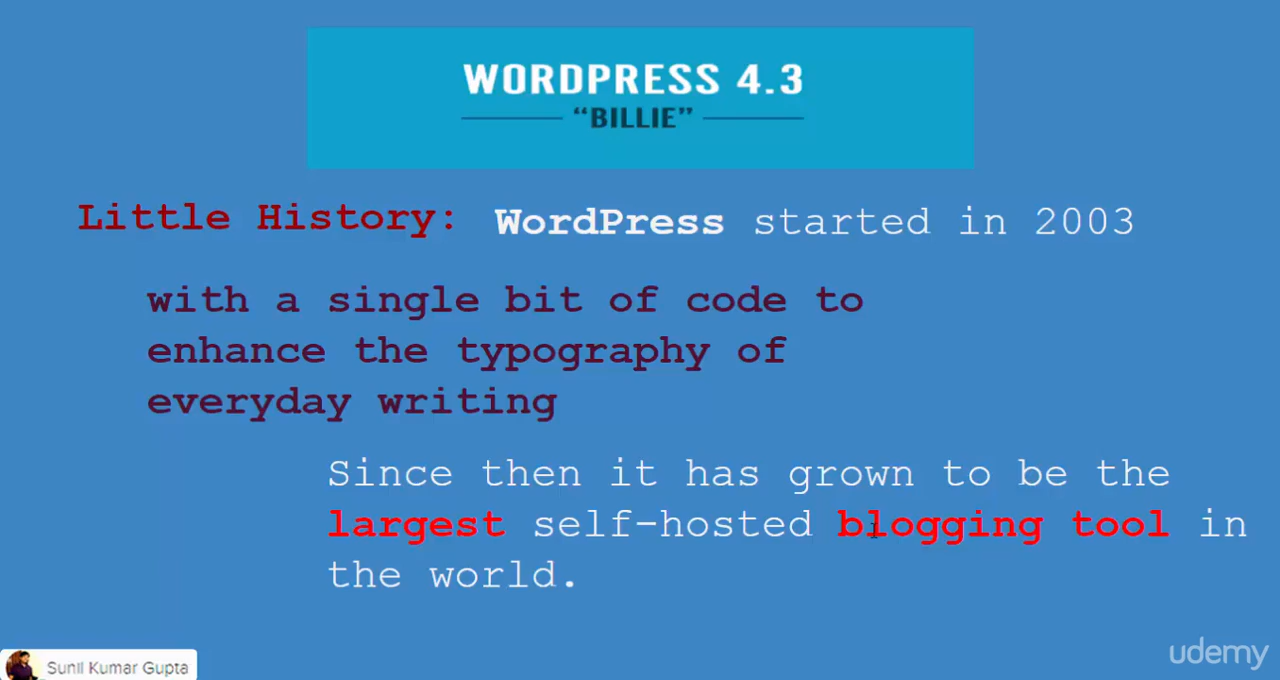 WORDPRESS 4.3
“BILLIE”
Little History: WordPress started in 2003
with a single bit of code to
enhance the typography of
everyday writing
Since then it has grown to be the
largest self-hosted blogging tool in
the world.
Sunil Kumar Gupta
udemy